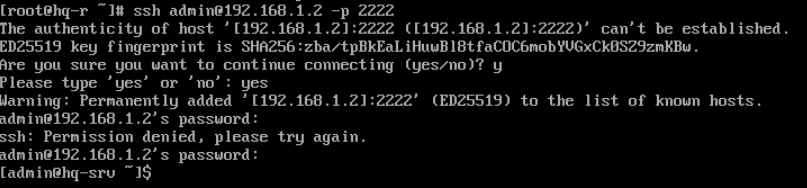 [root@hq-r ~]# ssh admin@192.168.1.2 -p 2222
The authenticity of host '[192.168.1.2]:2222 ([192.168.1.2]:2222)' can't be established.
ED25519 key fingerprint is SHA256:zba/tpBkEaLiHuwBl8tfaCOC6mobYVGxCk0SZ9zmKBw.
Are you sure you want to continue connecting (yes/no)? y
Please type 'yes' or 'no': yes
Warning: Permanently added '[192.168.1.2]:2222' (ED25519) to the list of known hosts.
admin@192.168.1.2's password:
ssh: Permission denied, please try again.
admin@192.168.1.2's password:
[admin@hq-srv ~]$